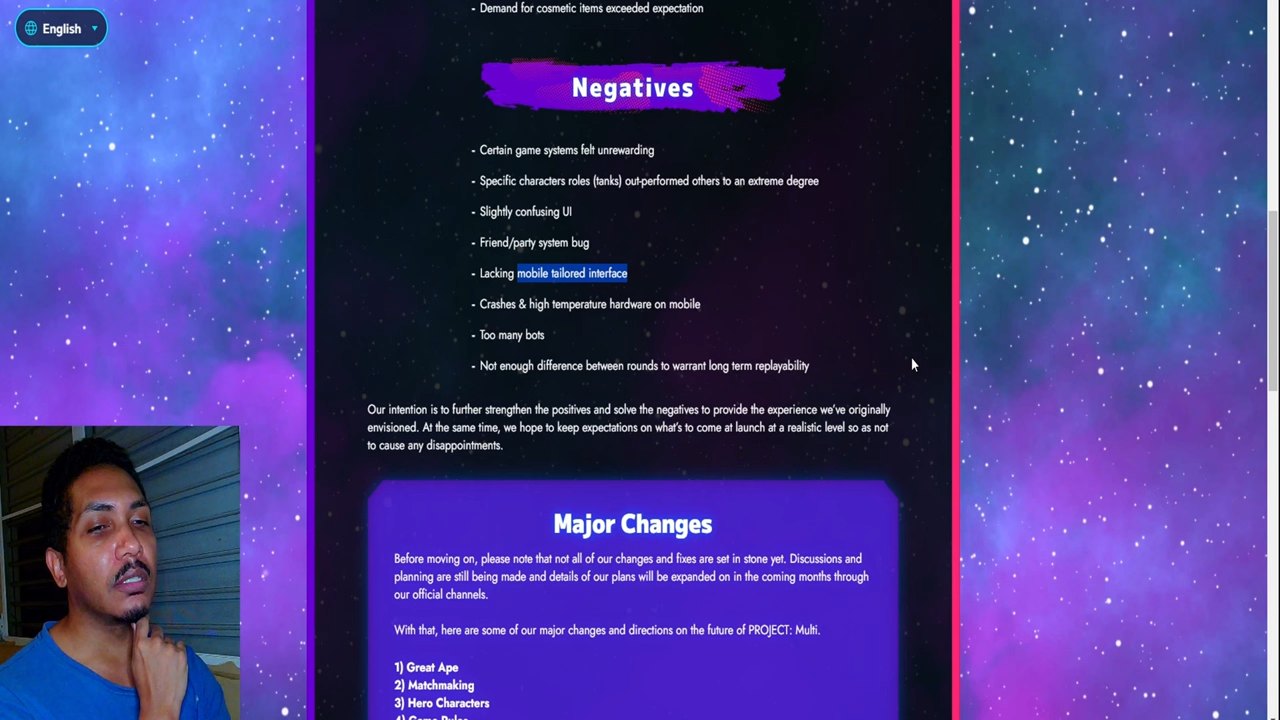 English
- Demand for cosmetic items exceeded expectation
Negatives
- Certain game systems felt unrewarding
- Specific characters roles (tanks) out-performed others to an extreme degree
- Slightly confusing UI
- Friend/party system bug
- Lacking mobile tailored interface
- Crashes & high temperature hardware on mobile
- Too many bots
- Not enough difference between rounds to warrant long term replayability
Our intention is to further strengthen the positives and solve the negatives to provide the experience we've originally
envisioned. At the same time, we hope to keep expectations on what's to come at launch at a realistic level so as not
to cause any disappointments.
Major Changes
Before moving on, please note that not all of our changes and fixes are set in stone yet. Discussions and
planning are still being made and details of our plans will be expanded on in the coming months through
our official channels.
With that, here are some of our major changes and directions on the future of PROJECT: Multi.
1) Great Ape
2) Matchmaking
3) Hero Characters
4) Game Rules